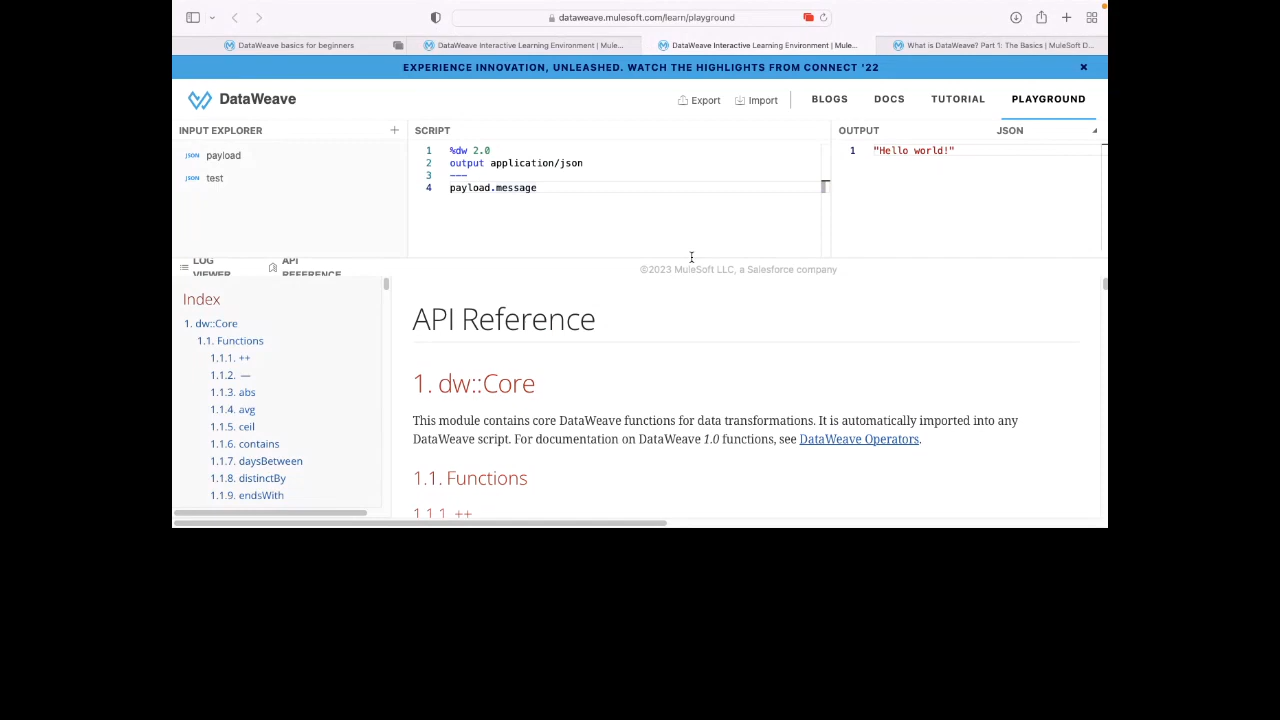 dataweave.mulesoft.com/learn/playground
DataWeave basics for beginners
DataWeave Interactive Learning Environment | Mule...
DataWeave Interactive Learning Environment | Mule...
What is DataWeave? Part 1: The Basics | MuleSoft D...
EXPERIENCE INNOVATION, UNLEASHED. WATCH THE HIGHLIGHTS FROM CONNECT '22
DataWeave
Export
Import
BLOGS
DOCS
TUTORIAL
PLAYGROUND
INPUT EXPLORER
JSON payload
JSON test
SCRIPT
1 %dw 2.0
2 output application/json
3 ---
4 payload.message
OUTPUT
JSON
1 "Hello world!"
LOG VIEWER
API REFERENCE
©2023 MuleSoft LLC, a Salesforce company
Index
1. dw::Core
1.1. Functions
1.1.1. ++
1.1.2. —
1.1.3. abs
1.1.4. avg
1.1.5. ceil
1.1.6. contains
1.1.7. daysBetween
1.1.8. distinctBy
1.1.9. endsWith
API Reference
1. dw::Core
This module contains core DataWeave functions for data transformations. It is automatically imported into any
DataWeave script. For documentation on DataWeave 1.0 functions, see DataWeave Operators.
1.1. Functions
1.1.1. ++